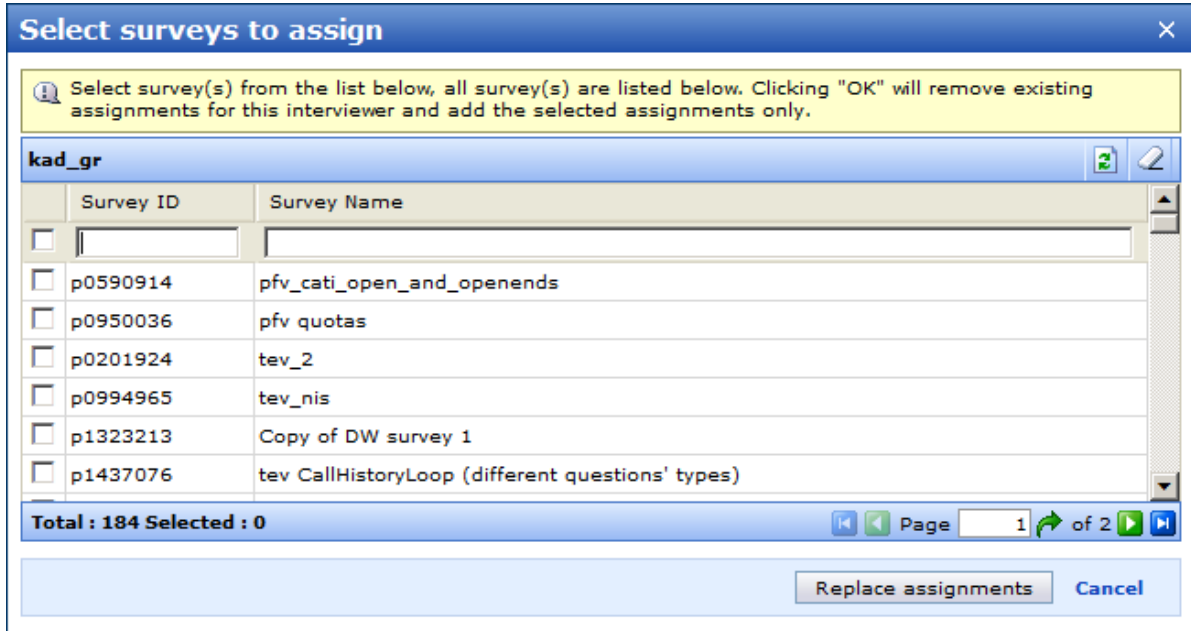 Select surveys to assign
Select survey(s) from the list below, all survey(s) are listed below. Clicking "OK" will remove existing
assignments for this interviewer and add the selected assignments only.
kad_gr
Survey ID Survey Name
p0590914 pfv_cati_open_and_openends
p0950036 pfv quotas
p0201924 tev_2
p0994965 tev_nis
p1323213 Copy of DW survey 1
p1437076 tev CallHistoryLoop (different questions' types)
Total : 184 Selected : 0 Page 1 of 2
Replace assignments Cancel